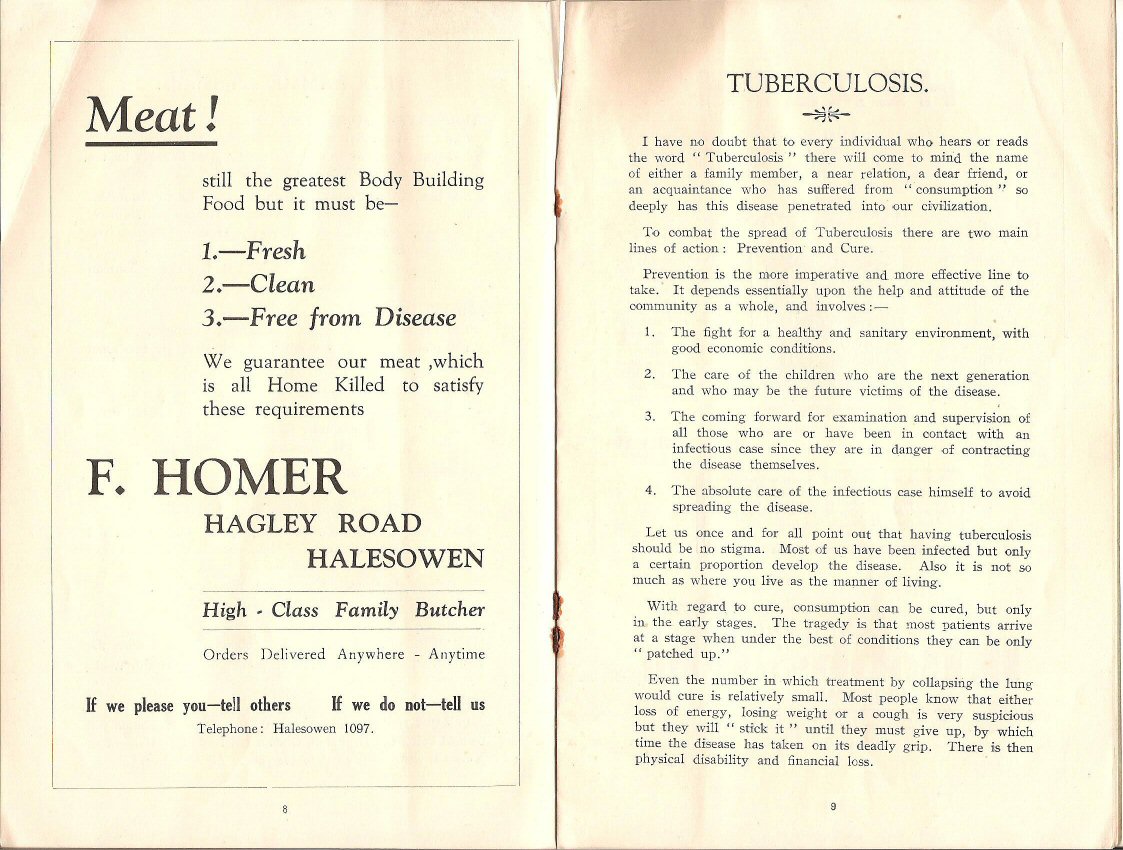 Meat!
still the greatest Body Building
Food but it must be—
1.—Fresh
2.—Clean
3.—Free from Disease
We guarantee our meat ,which
is all Home Killed to satisfy
these requirements
F. HOMER
HAGLEY ROAD
HALESOWEN
High - Class Family Butcher
Orders Delivered Anywhere - Anytime
If we please you—tell others If we do not—tell us
Telephone: Halesowen 1097.
8
TUBERCULOSIS.
I have no doubt that to every individual who hears or reads
the word “ Tuberculosis ” there will come to mind the name
of either a family member, a near relation, a dear friend, or
an acquaintance who has suffered from “ consumption ” so
deeply has this disease penetrated into our civilization.
To combat the spread of Tuberculosis there are two main
lines of action : Prevention and Cure.
Prevention is the more imperative and more effective line to
take. It depends essentially upon the help and attitude of the
community as a whole, and involves :—
1. The fight for a healthy and sanitary environment, with
good economic conditions.
2. The care of the children who are the next generation
and who may be the future victims of the disease.
3. The coming forward for examination and supervision of
all those who are or have been in contact with an
infectious case since they are in danger of contracting
the disease themselves.
4. The absolute care of the infectious case himself to avoid
spreading the disease.
Let us once and for all point out that having tuberculosis
should be no stigma. Most of us have been infected but only
a certain proportion develop the disease. Also it is not so
much as where you live as the manner of living.
With regard to cure, consumption can be cured, but only
in the early stages. The tragedy is that most patients arrive
at a stage when under the best of conditions they can be only
“ patched up.”
Even the number in which treatment by collapsing the lung
would cure is relatively small. Most people know that either
loss of energy, losing weight or a cough is very suspicious
but they will “ stick it ” until they must give up, by which
time the disease has taken on its deadly grip. There is then
physical disability and financial loss.
9